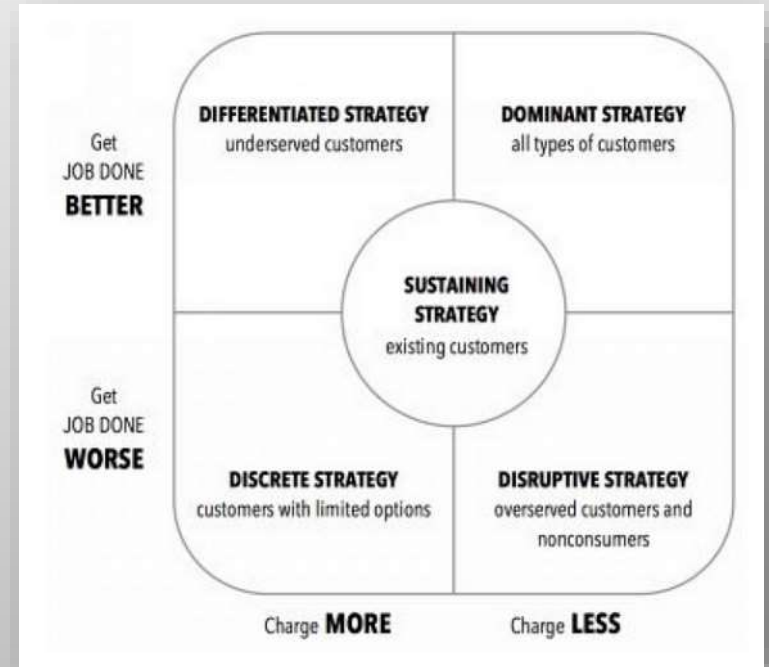 Get
JOB DONE
BETTER
DIFFERENTIATED STRATEGY
underserved customers
DOMINANT STRATEGY
all types of customers
SUSTAINING
STRATEGY
existing customers
Get
JOB DONE
WORSE
DISCRETE STRATEGY
customers with limited options
DISRUPTIVE STRATEGY
overserved customers and
nonconsumers
Charge MORE
Charge LESS